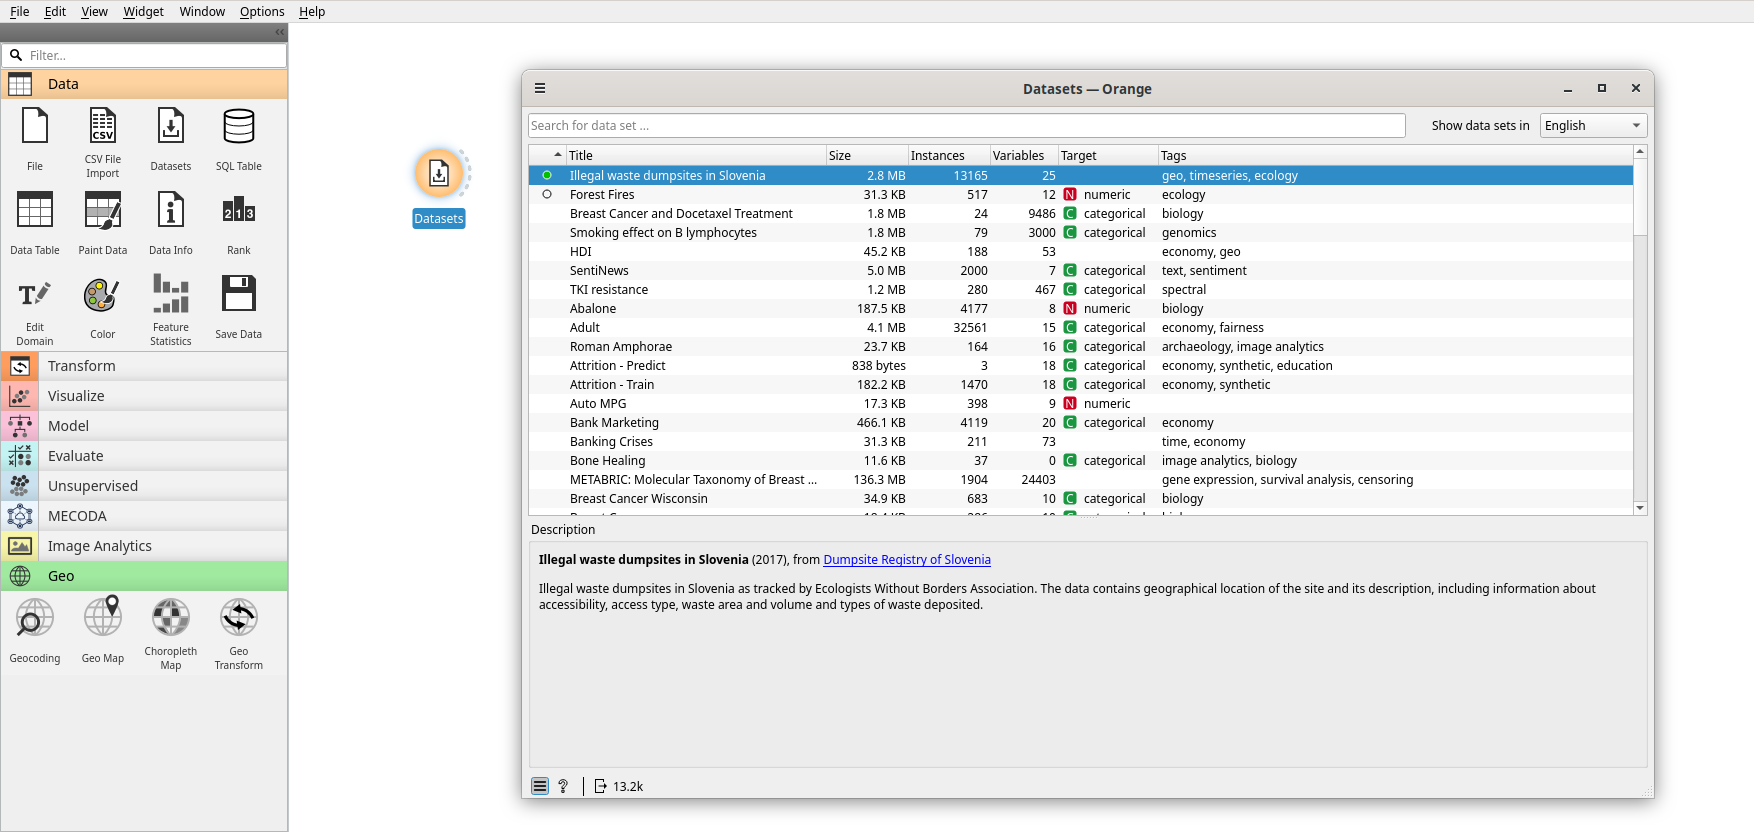 File Edit View Widget Window Options Help
Filter...
Data
File CSV File Import Datasets SQL Table
Data Table Paint Data Data Info Rank
Edit Domain Color Feature Statistics Save Data
Transform
Visualize
Model
Evaluate
Unsupervised
MECODA
Image Analytics
Geo
Geocoding Geo Map Choropleth Map Geo Transform
Datasets
Datasets — Orange
Search for data set ... Show data sets in English
Title Size Instances Variables Target Tags
Illegal waste dumpsites in Slovenia 2.8 MB 13165 25 geo, timeseries, ecology
Forest Fires 31.3 KB 517 12 N numeric ecology
Breast Cancer and Docetaxel Treatment 1.8 MB 24 9486 C categorical biology
Smoking effect on B lymphocytes 1.8 MB 79 3000 C categorical genomics
HDI 45.2 KB 188 53 economy, geo
SentiNews 5.0 MB 2000 7 C categorical text, sentiment
TKI resistance 1.2 MB 280 467 C categorical spectral
Abalone 187.5 KB 4177 8 N numeric biology
Adult 4.1 MB 32561 15 C categorical economy, fairness
Roman Amphorae 23.7 KB 164 16 C categorical archaeology, image analytics
Attrition - Predict 838 bytes 3 18 C categorical economy, synthetic, education
Attrition - Train 182.2 KB 1470 18 C categorical economy, synthetic
Auto MPG 17.3 KB 398 9 N numeric
Bank Marketing 466.1 KB 4119 20 C categorical economy
Banking Crises 31.3 KB 211 73 time, economy
Bone Healing 11.6 KB 37 0 C categorical image analytics, biology
METABRIC: Molecular Taxonomy of Breast ... 136.3 MB 1904 24403 gene expression, survival analysis, censoring
Breast Cancer Wisconsin 34.9 KB 683 10 C categorical biology
Description
Illegal waste dumpsites in Slovenia (2017), from Dumpsite Registry of Slovenia
Illegal waste dumpsites in Slovenia as tracked by Ecologists Without Borders Association. The data contains geographical location of the site and its description, including information about
accessibility, access type, waste area and volume and types of waste deposited.
? 13.2k